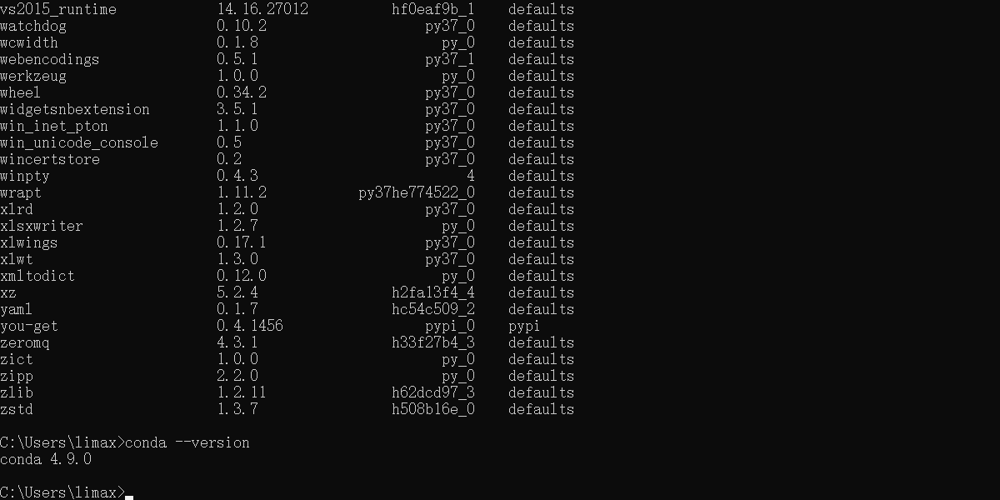 vs2015_runtime 14.16.27012 hf0eaf9b_1 defaults
watchdog 0.10.2 py37_0 defaults
wcwidth 0.1.8 py_0 defaults
webencodings 0.5.1 py37_1 defaults
werkzeug 1.0.0 py_0 defaults
wheel 0.34.2 py37_0 defaults
widgetsnbextension 3.5.1 py37_0 defaults
win_inet_pton 1.1.0 py37_0 defaults
win_unicode_console 0.5 py37_0 defaults
wincertstore 0.2 py37_0 defaults
winpty 0.4.3 4 defaults
wrapt 1.11.2 py37he774522_0 defaults
xlrd 1.2.0 py37_0 defaults
xlsxwriter 1.2.7 py_0 defaults
xlwings 0.17.1 py37_0 defaults
xlwt 1.3.0 py37_0 defaults
xmltodict 0.12.0 py_0 defaults
xz 5.2.4 h2fa13f4_4 defaults
yaml 0.1.7 hc54c509_2 defaults
you-get 0.4.1456 pypi_0 pypi
zeromq 4.3.1 h33f27b4_3 defaults
zict 1.0.0 py_0 defaults
zipp 2.2.0 py_0 defaults
zlib 1.2.11 h62dcd97_3 defaults
zstd 1.3.7 h508b16e_0 defaults
C:\Users\limax>conda --version
conda 4.9.0
C:\Users\limax>